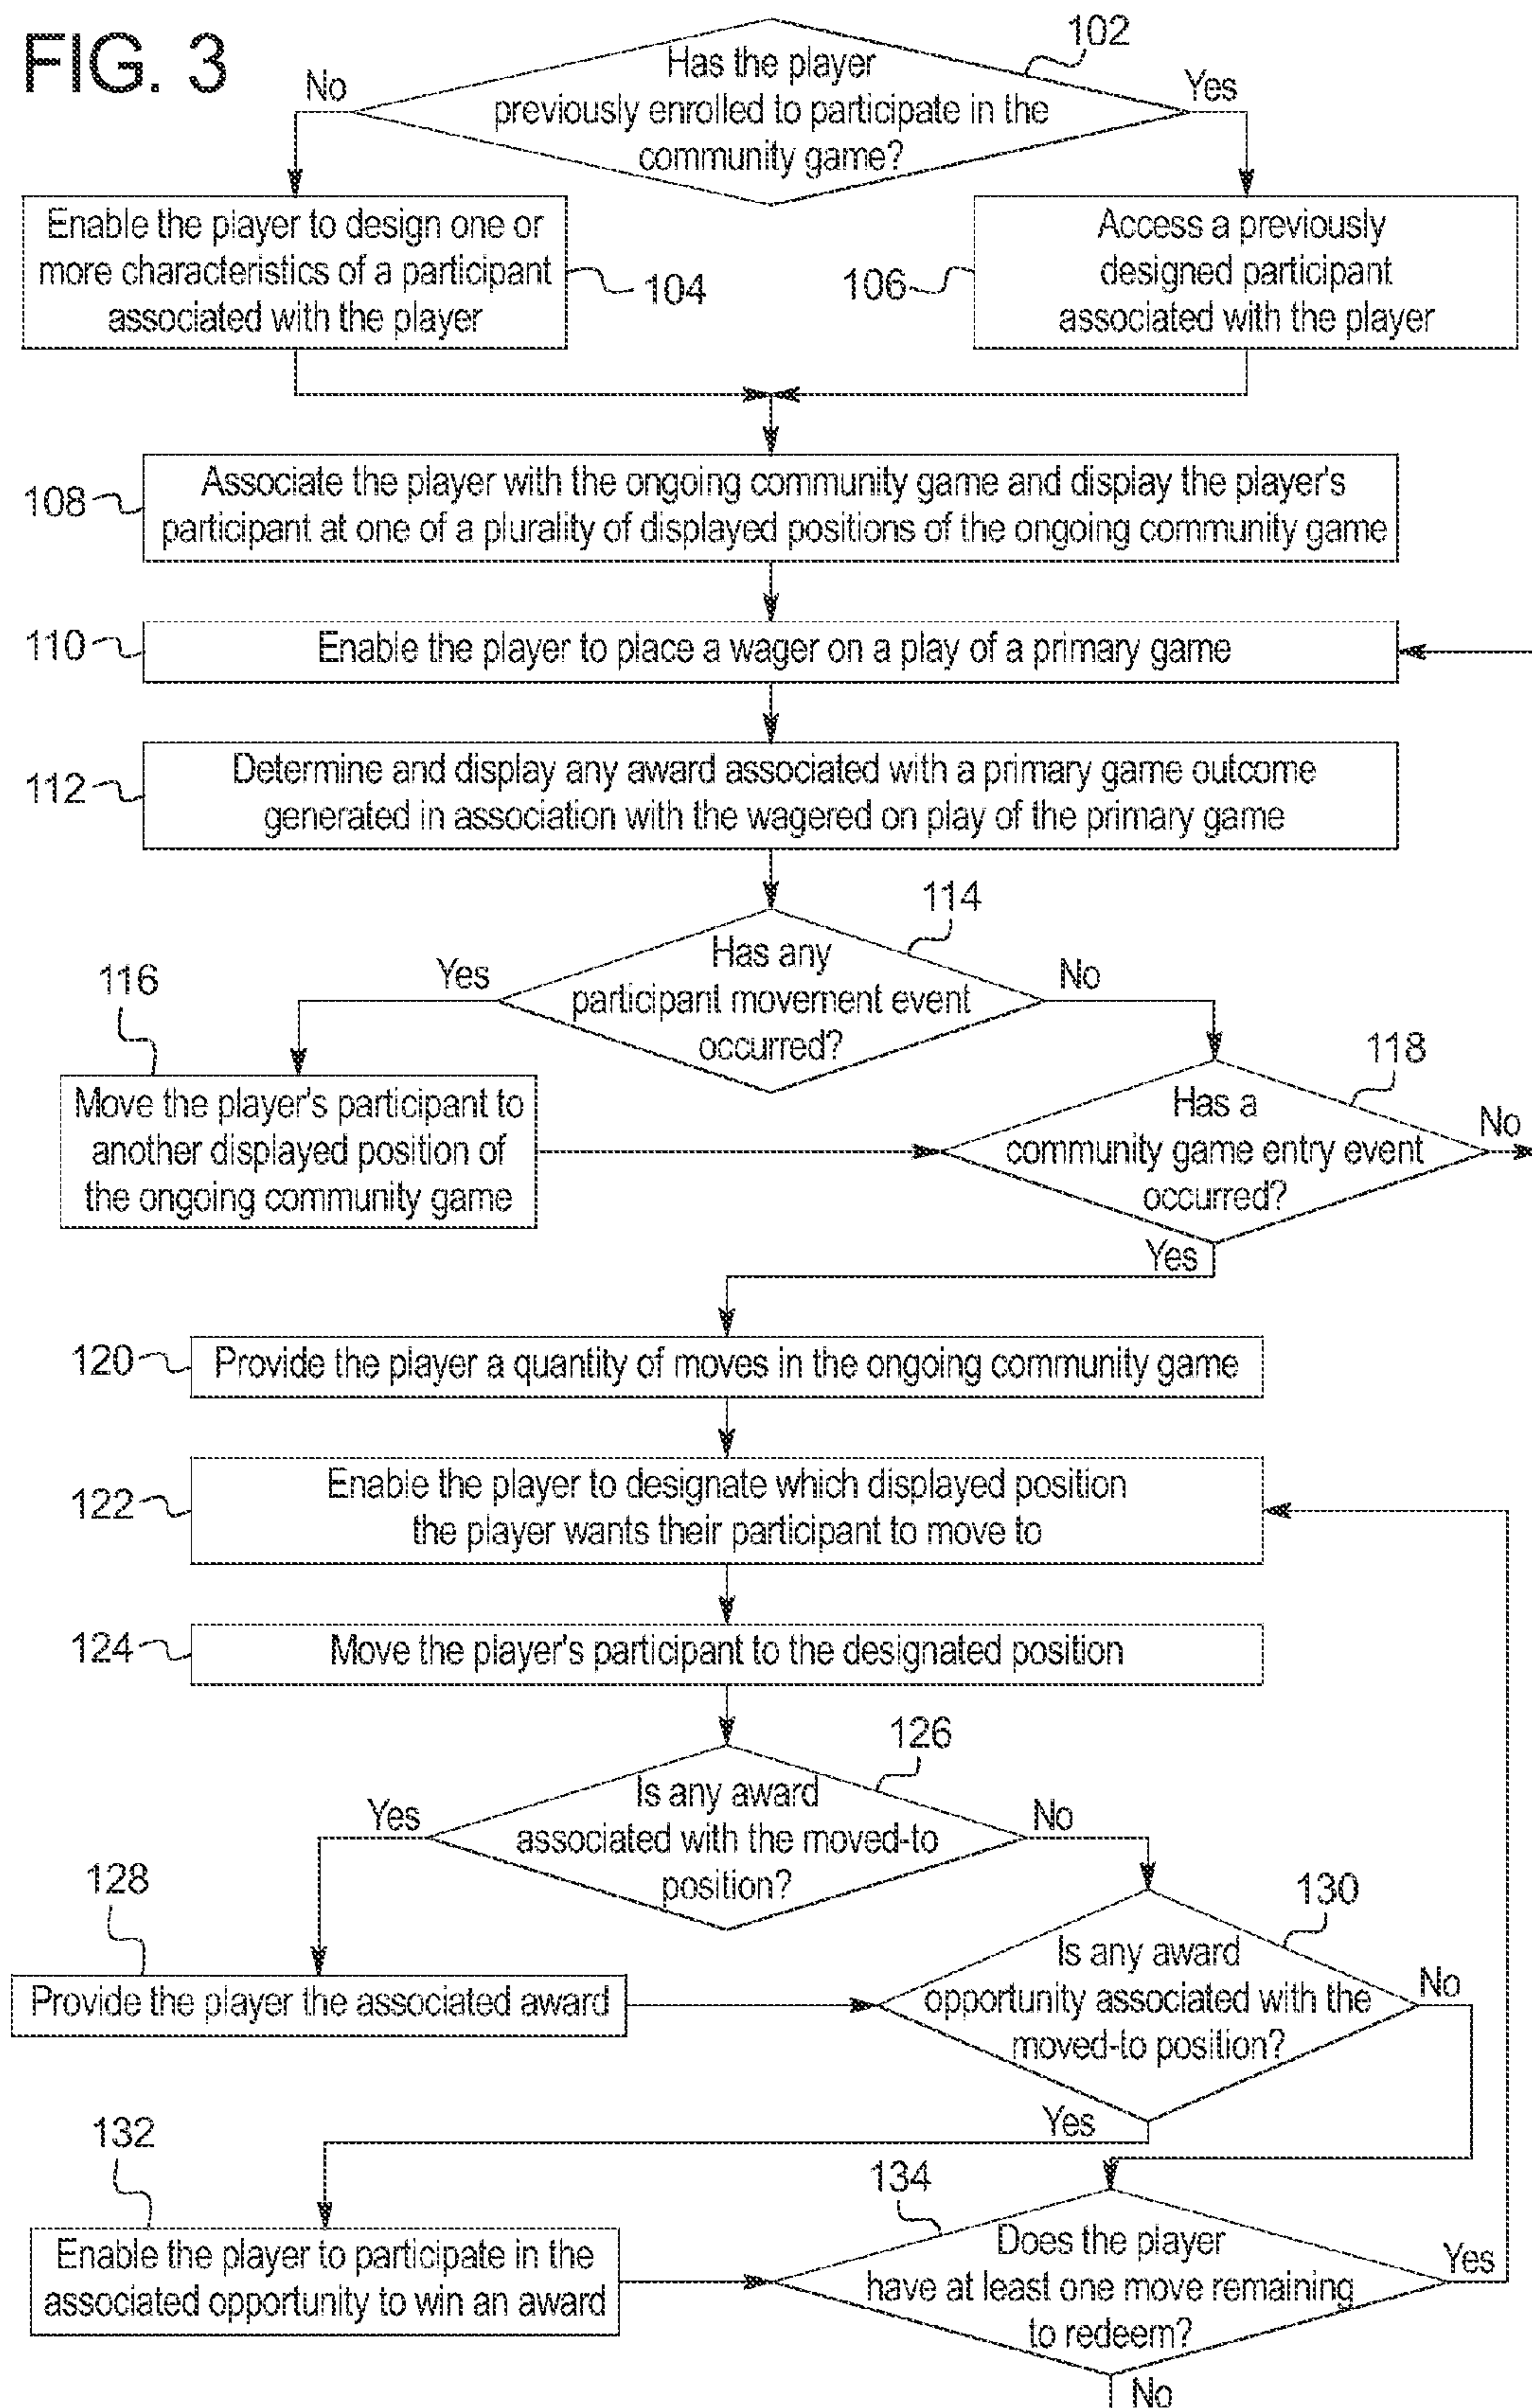 FIG. 3
102
Has the player
previously enrolled to participate in the
community game?
No
Yes
Enable the player to design one or
more characteristics of a participant
associated with the player
104
106
Access a previously
designed participant
associated with the player
108
Associate the player with the ongoing community game and display the player's
participant at one of a plurality of displayed positions of the ongoing community game
110
Enable the player to place a wager on a play of a primary game
112
Determine and display any award associated with a primary game outcome
generated in association with the wagered on play of the primary game
114
Has any
participant movement event
occurred?
Yes
No
116
Move the player's participant to
another displayed position of
the ongoing community game
118
Has a
community game entry event
occurred?
No
Yes
120
Provide the player a quantity of moves in the ongoing community game
122
Enable the player to designate which displayed position
the player wants their participant to move to
124
Move the player's participant to the designated position
126
Is any award
associated with the moved-to
position?
Yes
No
128
Provide the player the associated award
130
Is any award
opportunity associated with the
moved-to position?
No
Yes
132
Enable the player to participate in the
associated opportunity to win an award
134
Does the player
have at least one move remaining
to redeem?
Yes
No